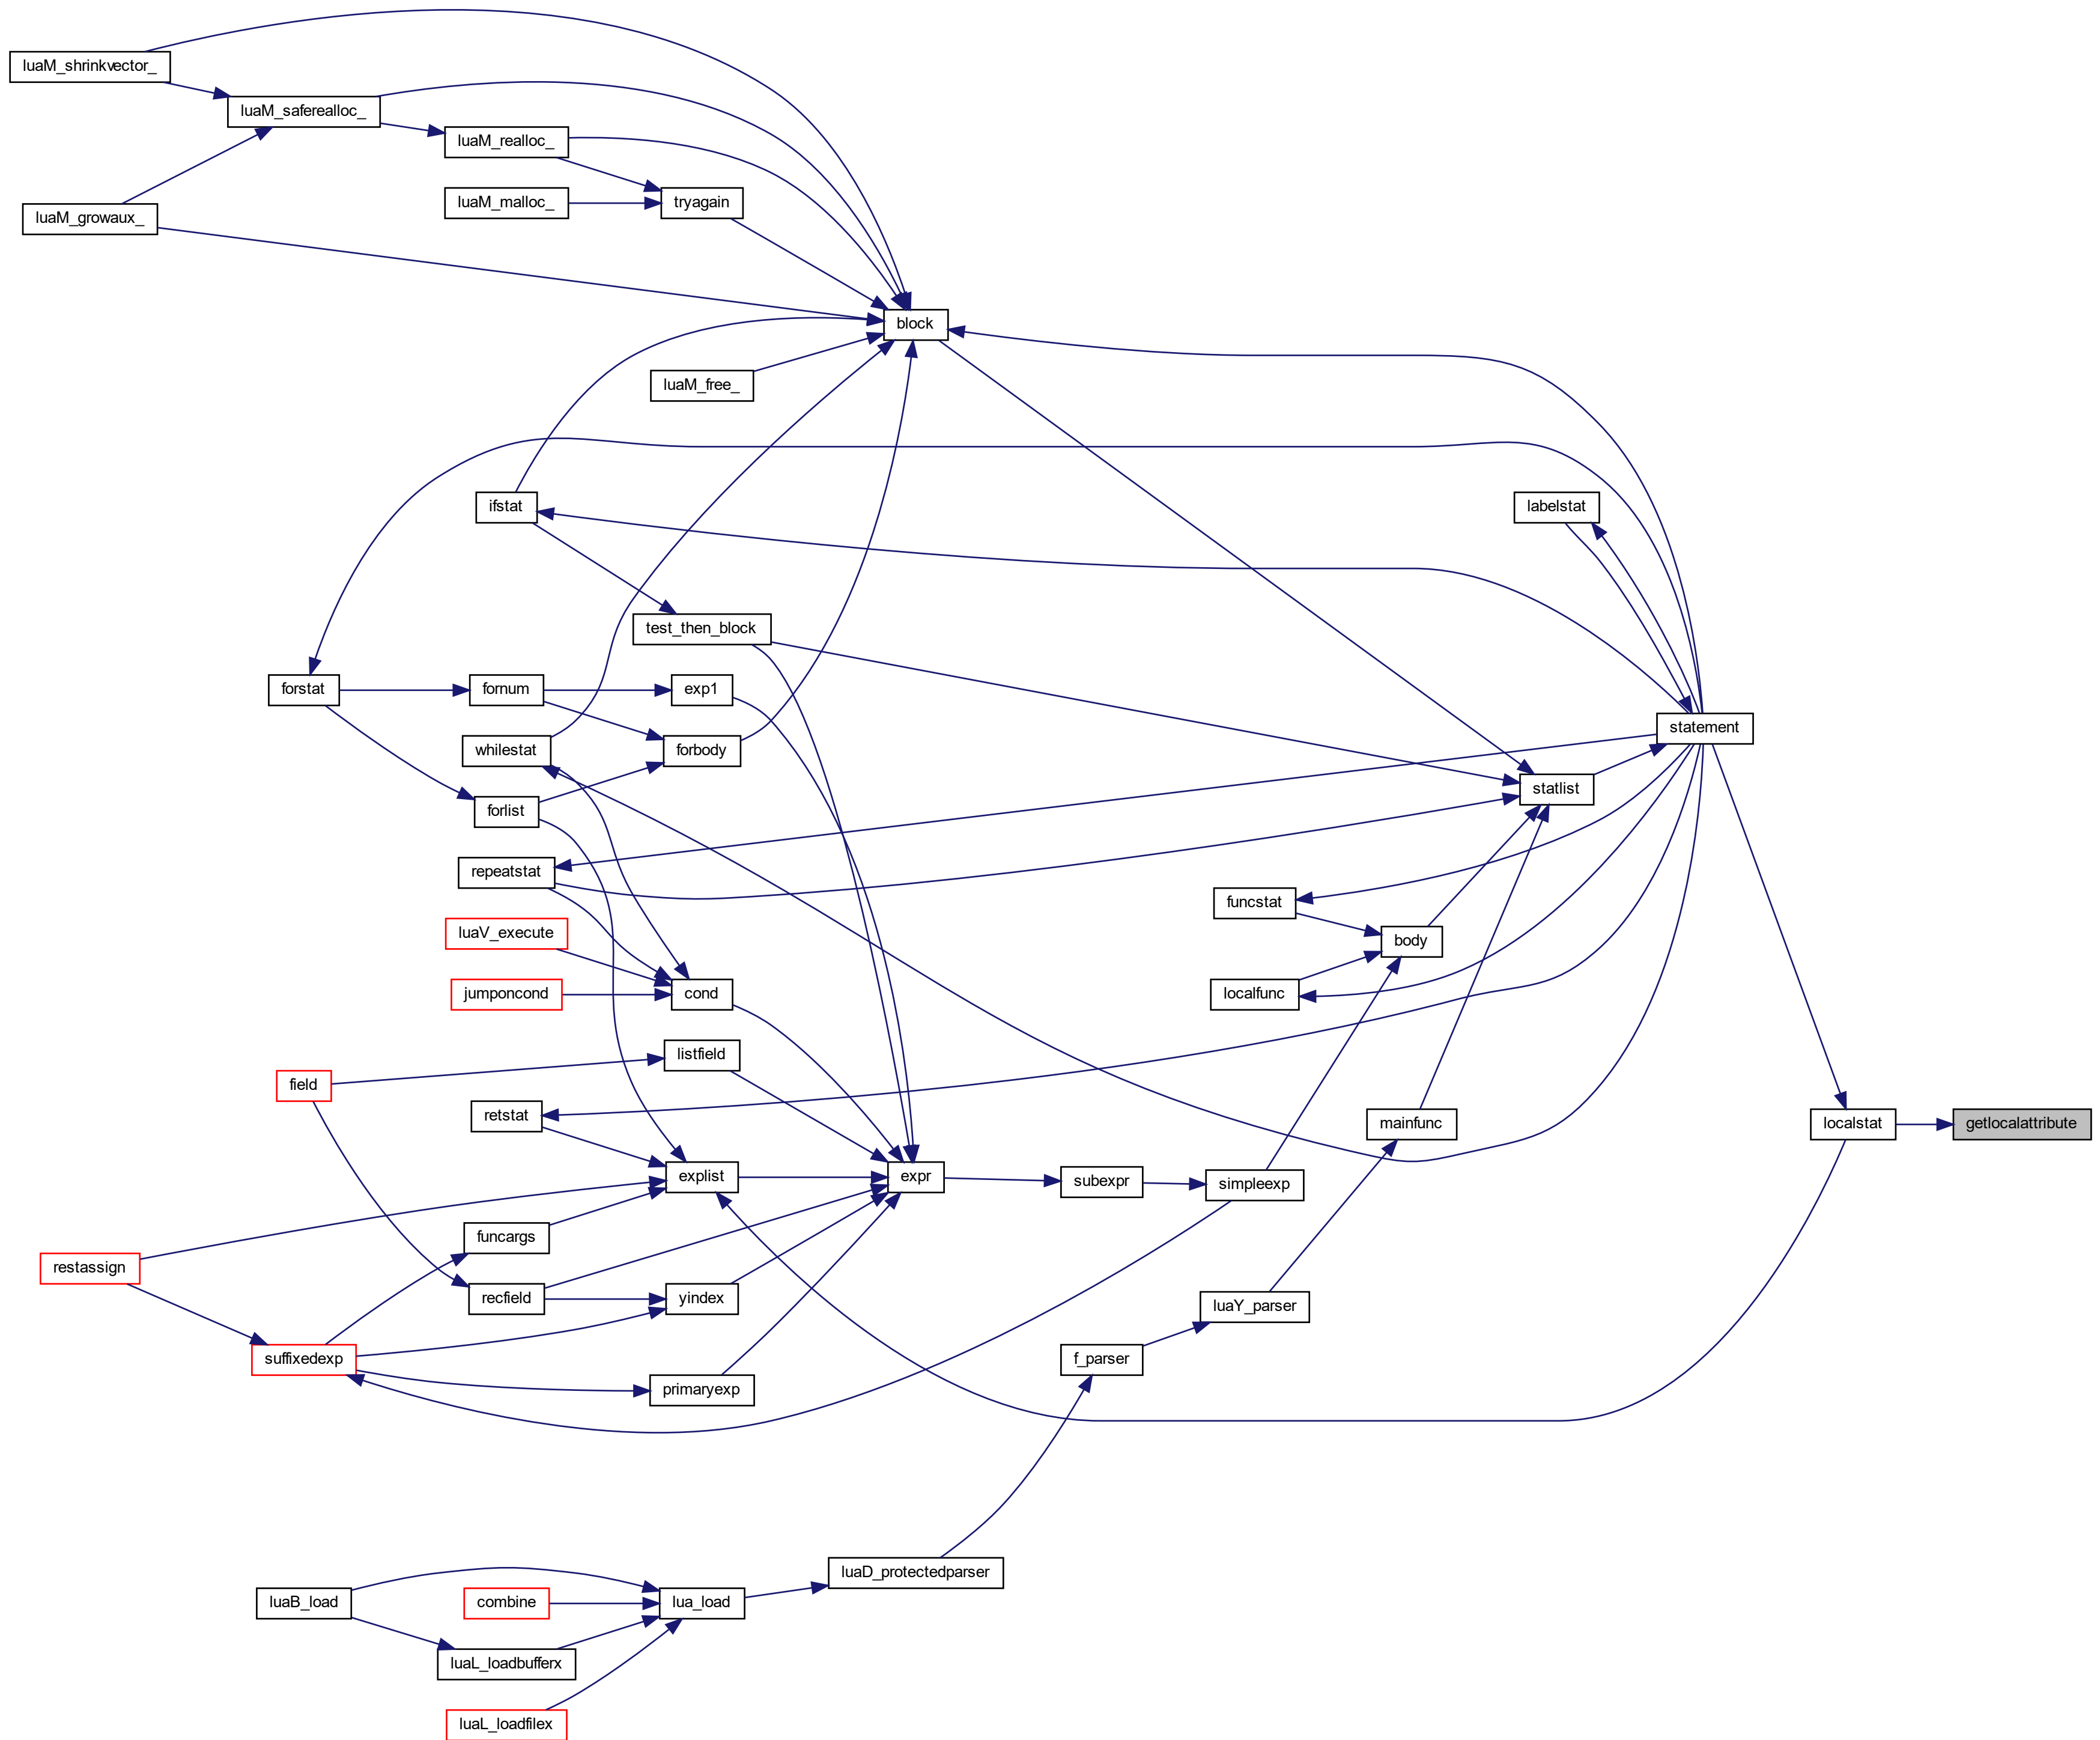 luaM_shrinkvector_
luaM_saferealloc_
luaM_realloc_
luaM_malloc_
tryagain
luaM_growaux_
block
luaM_free_
ifstat
labelstat
test_then_block
forstat
fornum
exp1
statement
whilestat
forbody
statlist
forlist
repeatstat
funcstat
luaV_execute
body
jumponcond
cond
localfunc
listfield
field
retstat
mainfunc
localstat
getlocalattribute
explist
expr
subexpr
simpleexp
funcargs
restassign
recfield
yindex
luaY_parser
suffixedexp
f_parser
primaryexp
luaD_protectedparser
luaB_load
combine
lua_load
luaL_loadbufferx
luaL_loadfilex